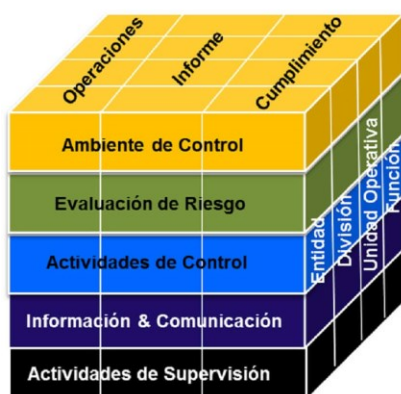 Operaciones
Informe
Cumplimiento
Ambiente de Control
Evaluación de Riesgo
Actividades de Control
Información & Comunicación
Actividades de Supervisión
Entidad
División
Unidad Operativa
Función